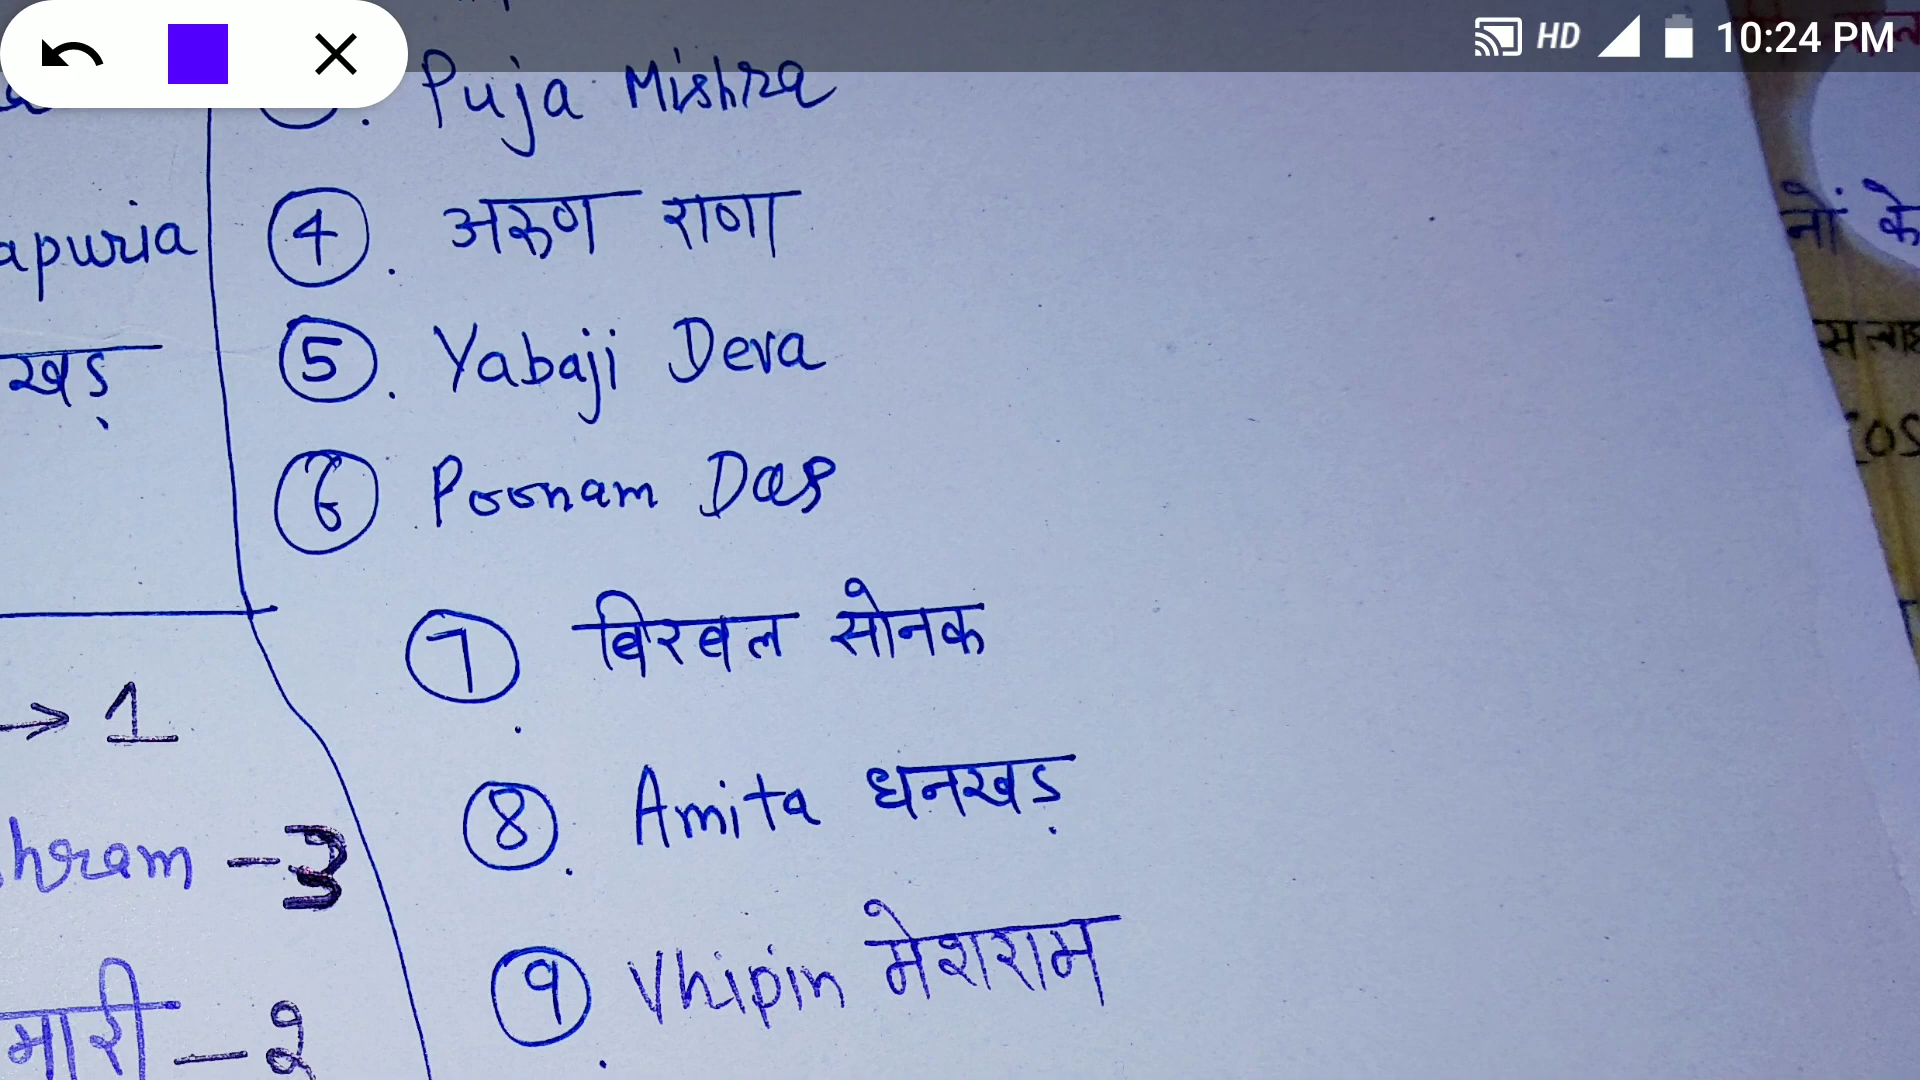 HD 10:24 PM
Puja Mishra
④. अरुण राणा
apuria
⑤. Yabaji Deva
खड़
⑥ Poonam Das
⑦. बिरबल सोनक
→ 1
⑧. Amita धनखड़
hram - 3
⑨. Vhipin मेशराम
मारी - 2
नों के